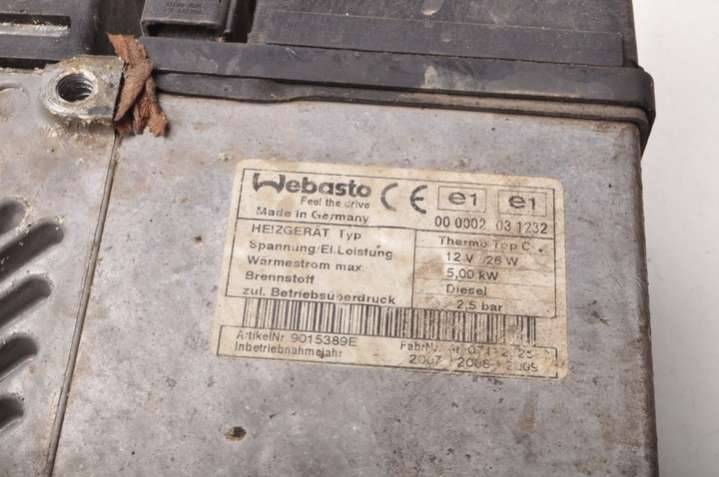 Webasto CE e1 e1
Feel the drive
Made in Germany 00 0002 03 1232
HEIZGERÄT Typ Thermo Top C
Spannung/El.Leistung 12 V / 26 W
Wärmestrom max. 5,00 kW
Brennstoff Diesel
zul. Betriebsüberdruck 2,5 bar
ArtikelNr. 9015389E FabrNr.
Inbetriebnahmejahr 2007 2008 2009